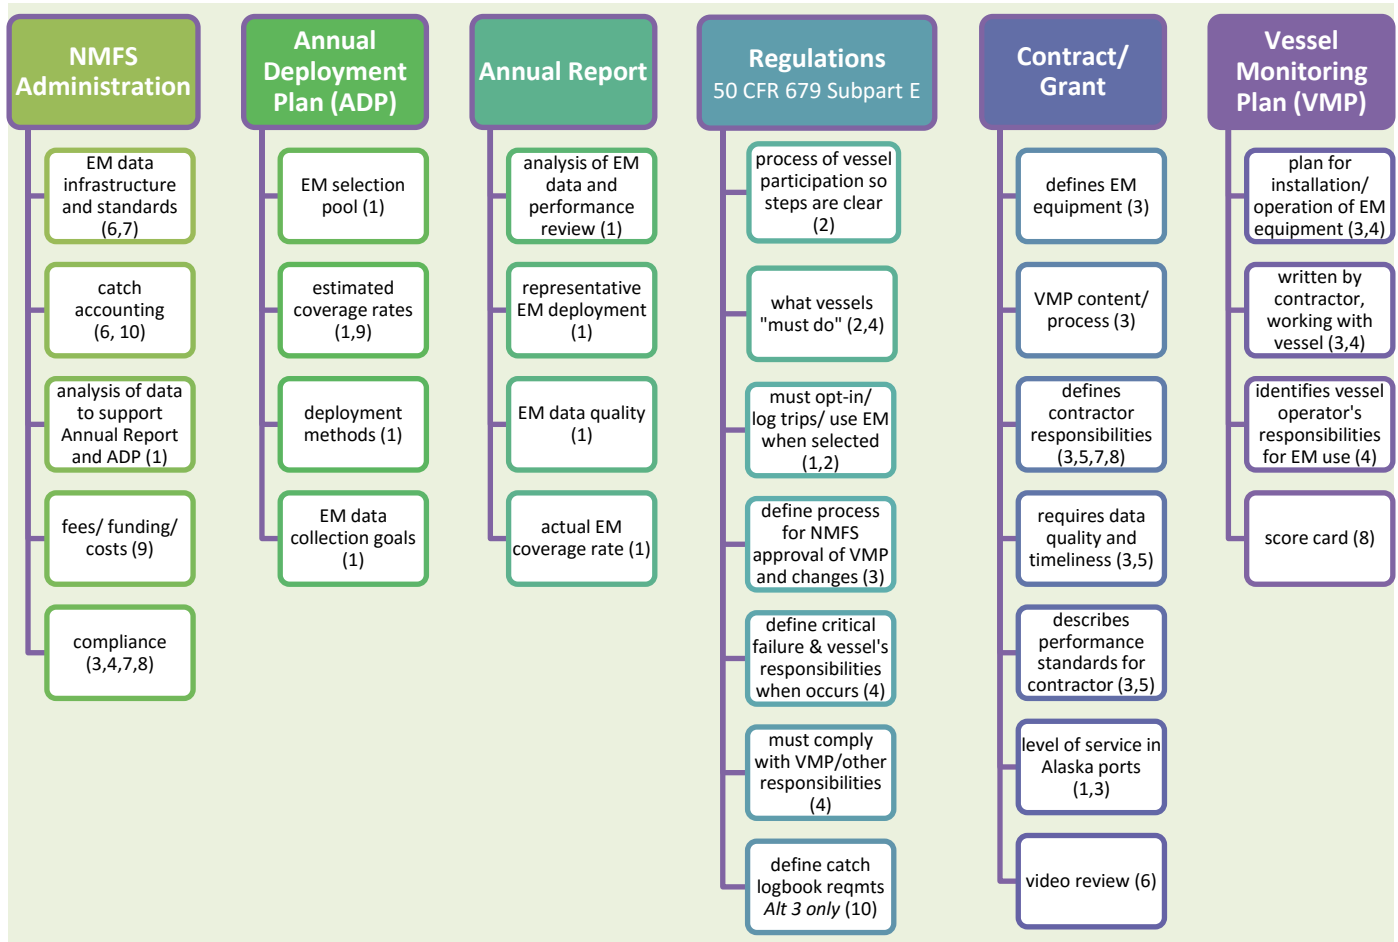 NMFS
Administration
EM data
infrastructure
and standards
(6,7)
catch
accounting
(6, 10)
analysis of data
to support
Annual Report
and ADP (1)
fees/ funding/
costs (9)
compliance
(3,4,7,8)
Annual
Deployment
Plan (ADP)
EM selection
pool (1)
estimated
coverage rates
(1,9)
deployment
methods (1)
EM data
collection goals
(1)
Annual Report
analysis of EM
data and
performance
review (1)
representative
EM deployment
(1)
EM data quality
(1)
actual EM
coverage rate (1)
Regulations
50 CFR 679 Subpart E
process of vessel
participation so
steps are clear
(2)
what vessels
"must do" (2,4)
must opt-in/
log trips/ use EM
when selected
(1,2)
define process
for NMFS
approval of VMP
and changes (3)
define critical
failure & vessel's
responsibilities
when occurs (4)
must comply
with VMP/other
responsibilities
(4)
define catch
logbook reqmts
Alt 3 only (10)
Contract/
Grant
defines EM
equipment (3)
VMP content/
process (3)
defines
contractor
responsibilities
(3,5,7,8)
requires data
quality and
timeliness (3,5)
describes
performance
standards for
contractor (3,5)
level of service in
Alaska ports
(1,3)
video review (6)
Vessel
Monitoring
Plan (VMP)
plan for
installation/
operation of EM
equipment (3,4)
written by
contractor,
working with
vessel (3,4)
identifies vessel
operator's
responsibilities
for EM use (4)
score card (8)